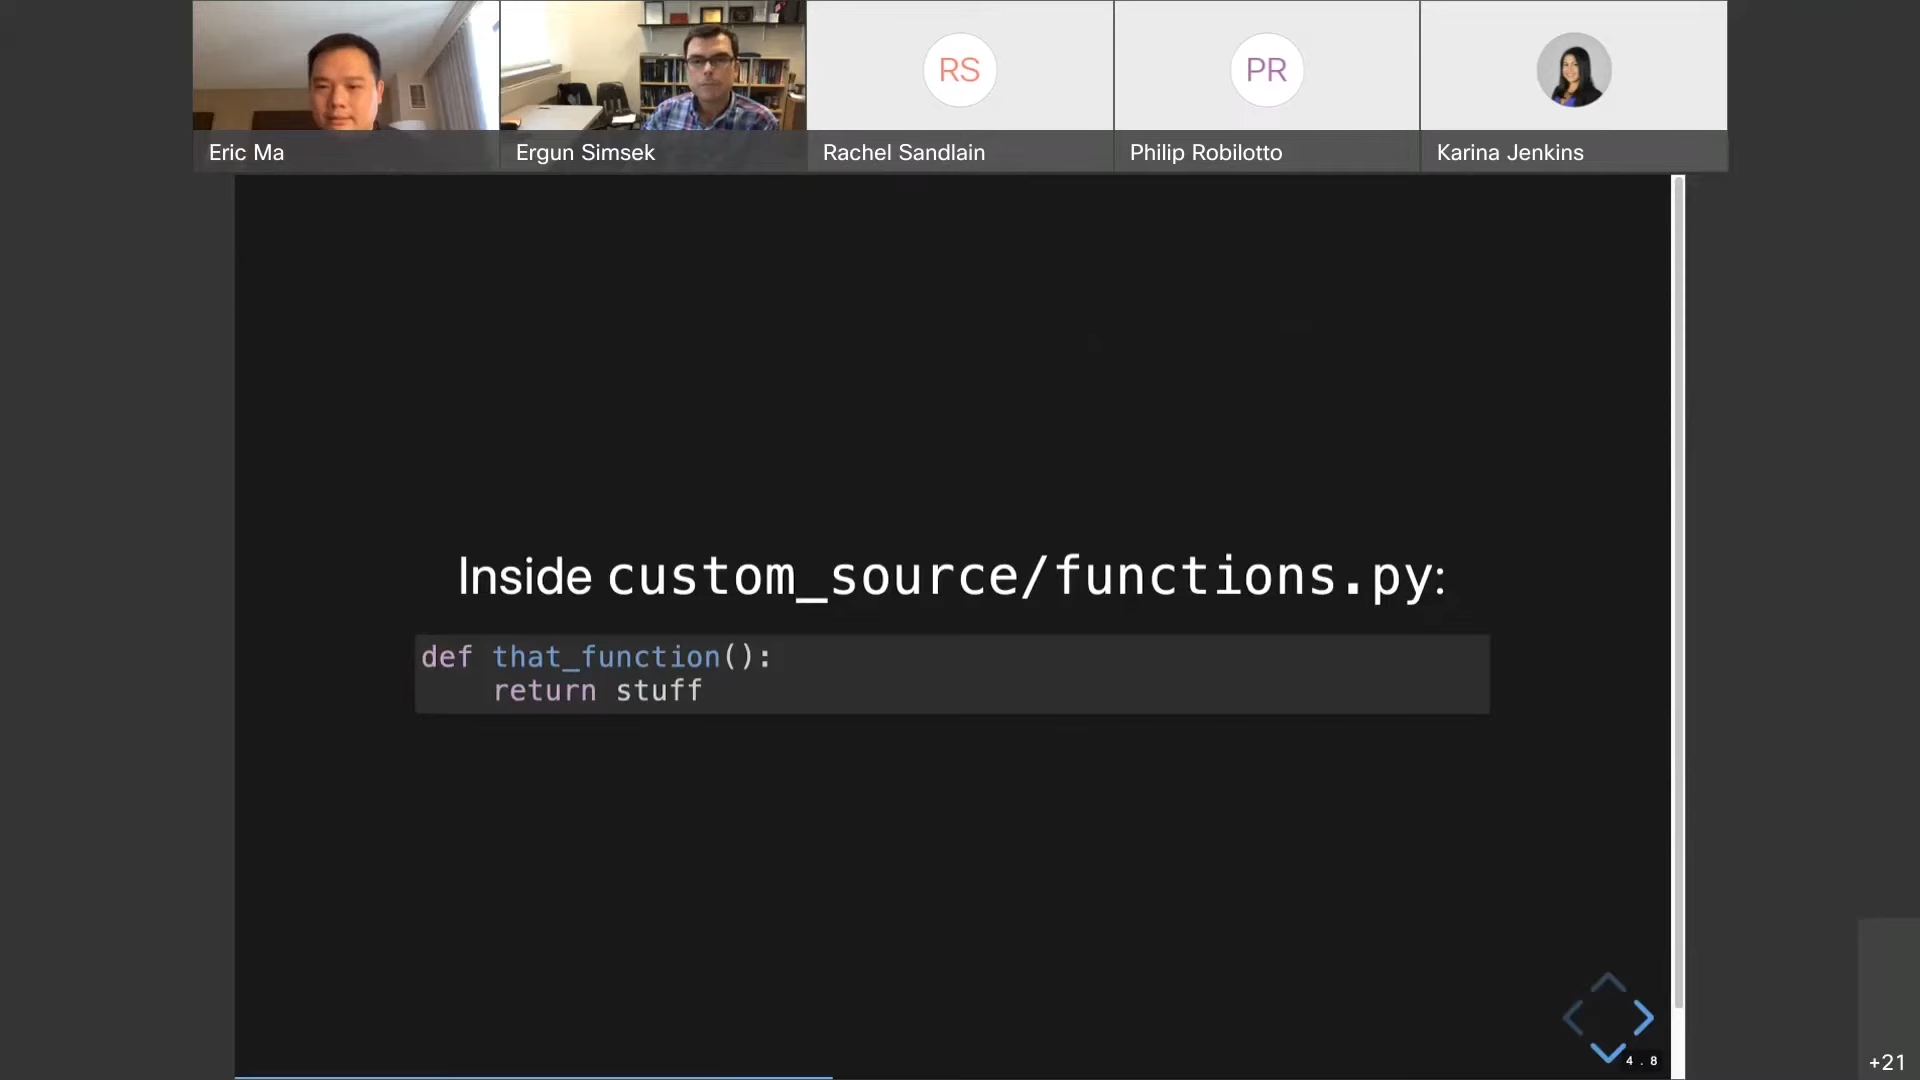 RS
PR
Eric Ma
Ergun Simsek
Rachel Sandlain
Philip Robilotto
Karina Jenkins
Inside custom_source/functions.py:
def that_function():
    return stuff
4 . 8
+21